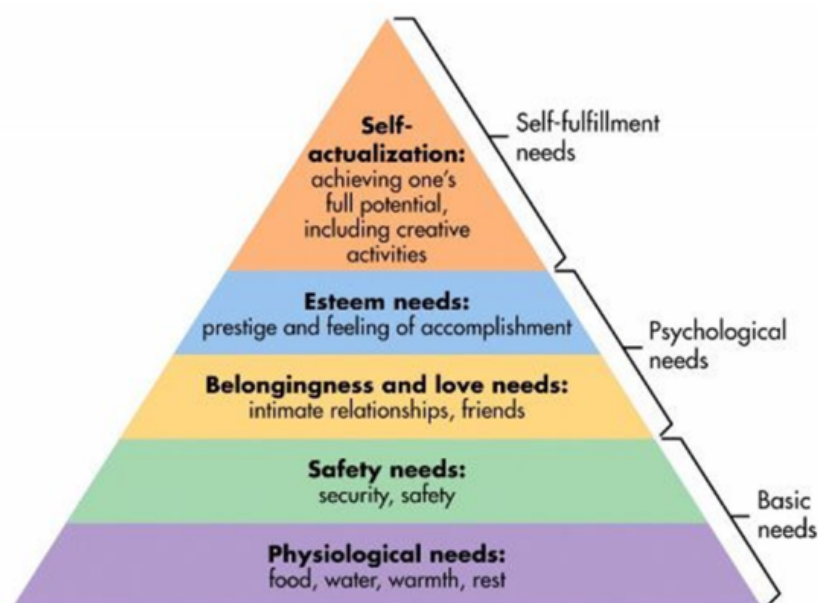 Self-
actualization:
achieving one's
full potential,
including creative
activities
Self-fulfillment
needs
Esteem needs:
prestige and feeling of accomplishment
Psychological
needs
Belongingness and love needs:
intimate relationships, friends
Safety needs:
security, safety
Basic
needs
Physiological needs:
food, water, warmth, rest